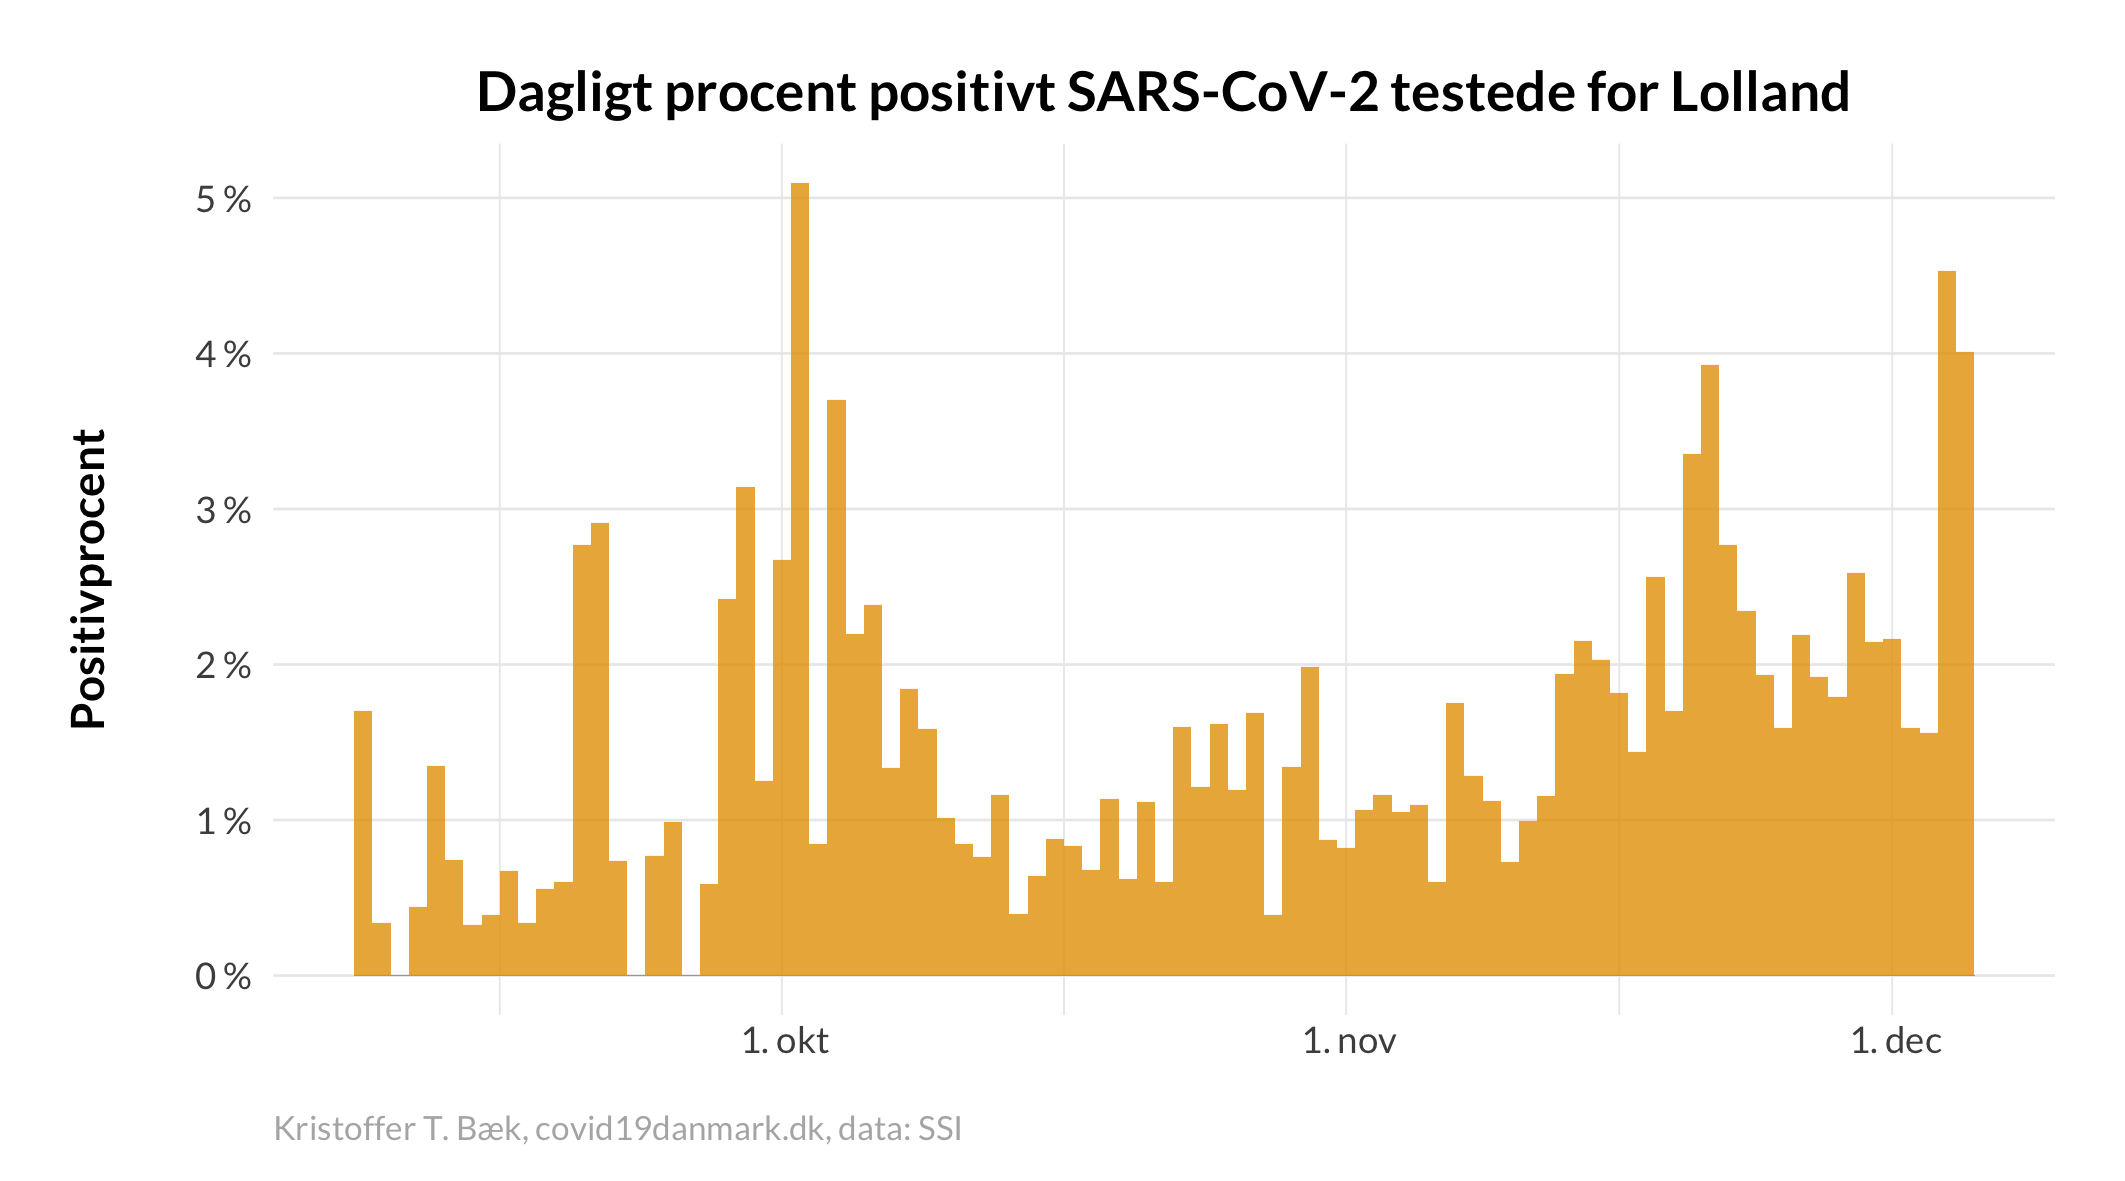 Dagligt procent positivt SARS-CoV-2 testede for Lolland
Positivprocent
5 %
4 %
3 %
2 %
1 %
0 %
1. okt
1. nov
1. dec
Kristoffer T. Bæk, covid19danmark.dk, data: SSI